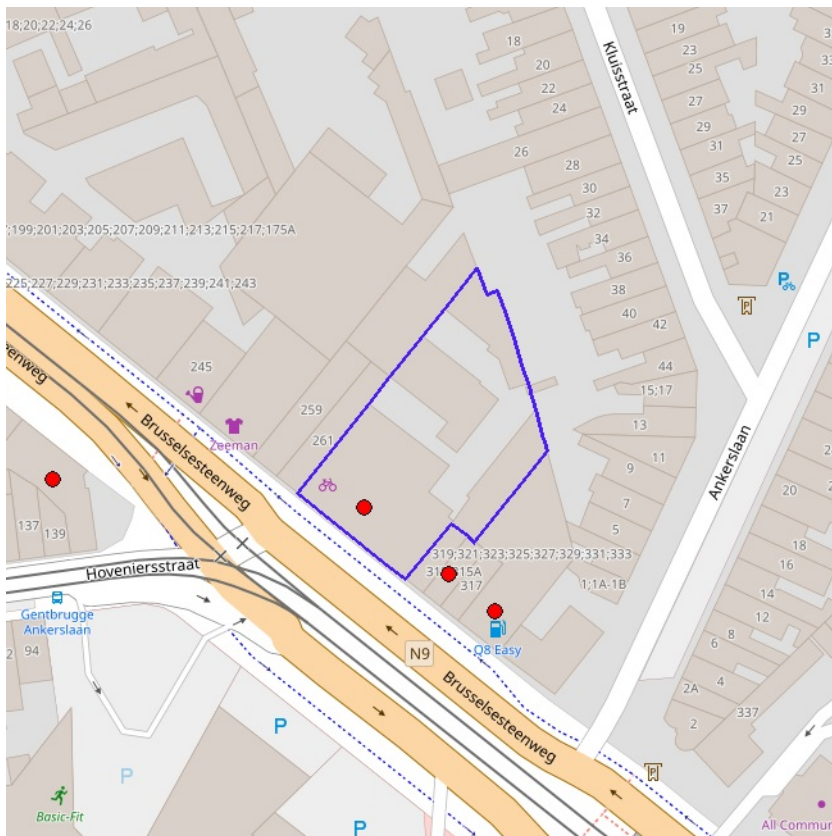 18;20;22;24;26
18
20
22
24
26
28
30
32
34
36
38
40
42
44
15;17
13
11
9
7
5
1;1A-1B
Kluisstraat
19
23
25
27
29
31
35
37
31
29
27
25
23
21
P
P
P
Ankerslaan
20
18
16
14
12
8
6
4
2A
2
337
P
;199;201;203;205;207;209;211;213;215;217;175A
225;227;229;231;233;235;237;239;241;243
245
Zeeman
259
261
Brusselsesteenweg
319;321;323;325;327;329;331;333
315A
317
Q8 Easy
N9
Brusselsesteenweg
137
139
Hoveniersstraat
Gentbrugge
Ankerslaan
94
P
P
P
Basic-Fit
All Commun